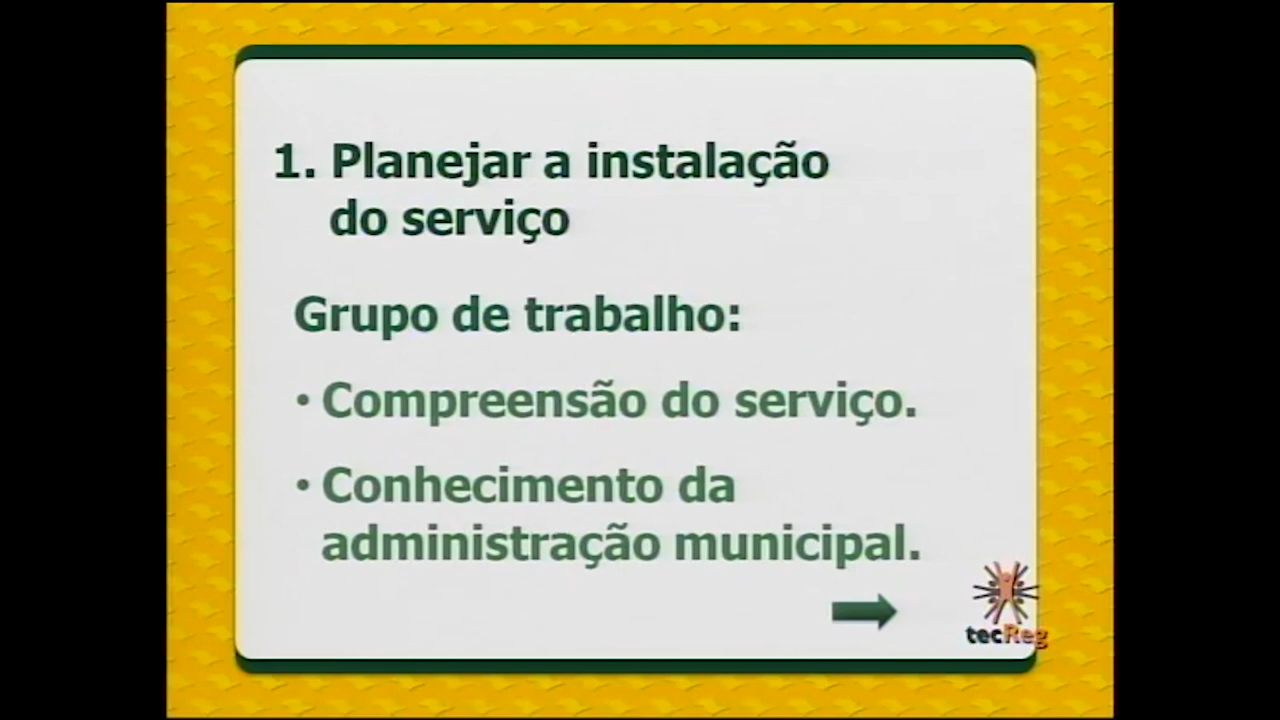 1. Planejar a instalação
do serviço
Grupo de trabalho:
• Compreensão do serviço.
• Conhecimento da
administração municipal.
tecReg